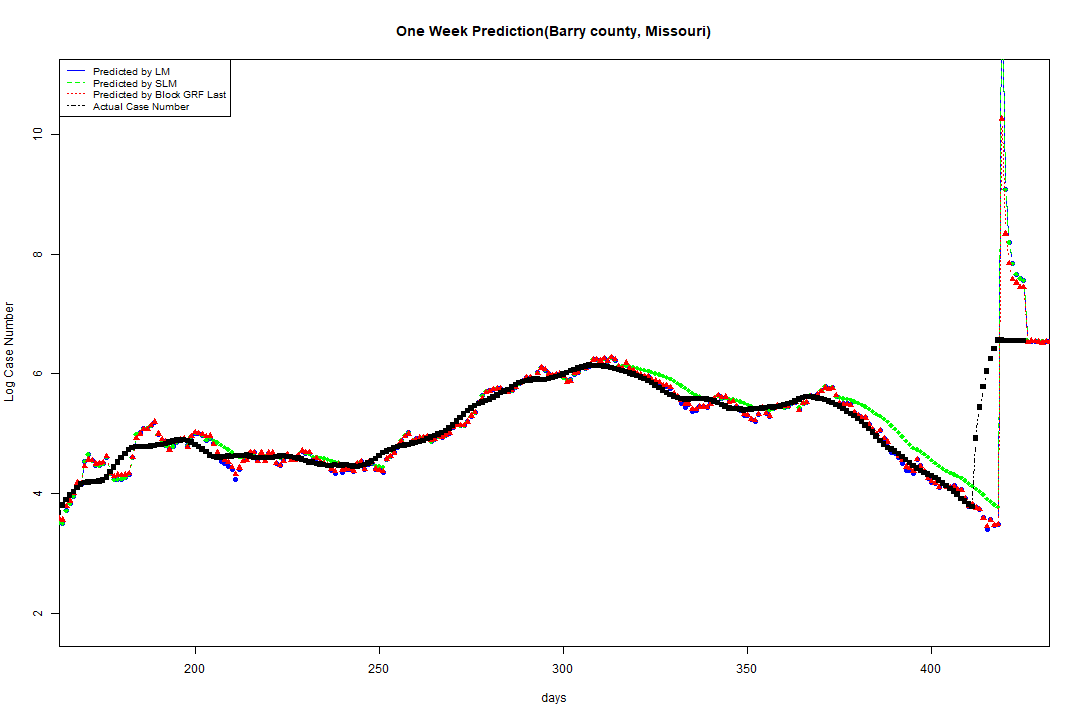 One Week Prediction(Barry county, Missouri)
Predicted by LM
Predicted by SLM
Predicted by Block GRF Last
Actual Case Number
10
8
6
4
2
Log Case Number
200 250 300 350 400
days